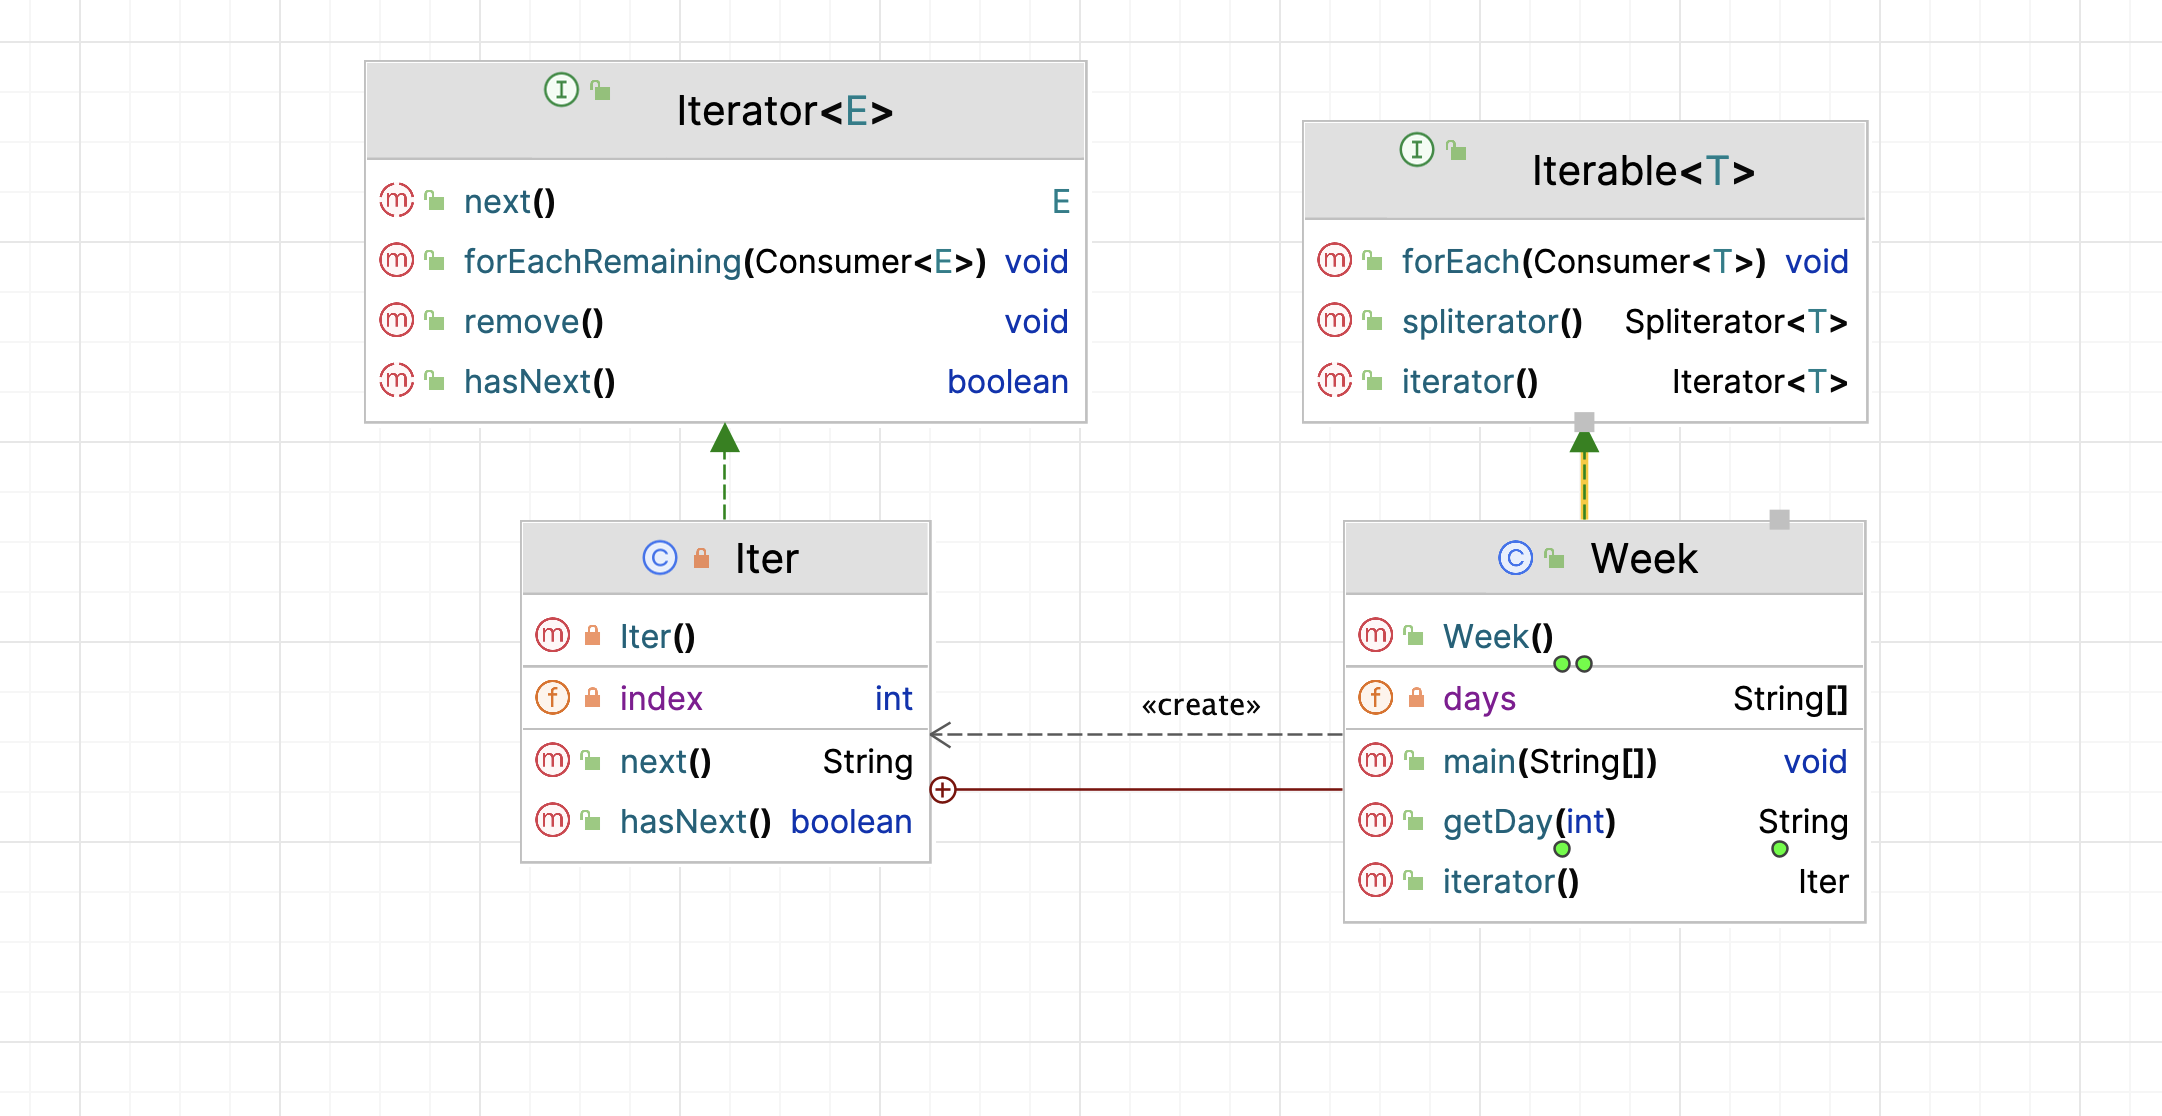 Iterator<E>
next() E
forEachRemaining(Consumer<E>) void
remove() void
hasNext() boolean
Iterable<T>
forEach(Consumer<T>) void
spliterator() Spliterator<T>
iterator() Iterator<T>
Iter
Iter()
index int
next() String
hasNext() boolean
«create»
Week
Week()
days String[]
main(String[]) void
getDay(int) String
iterator() Iter